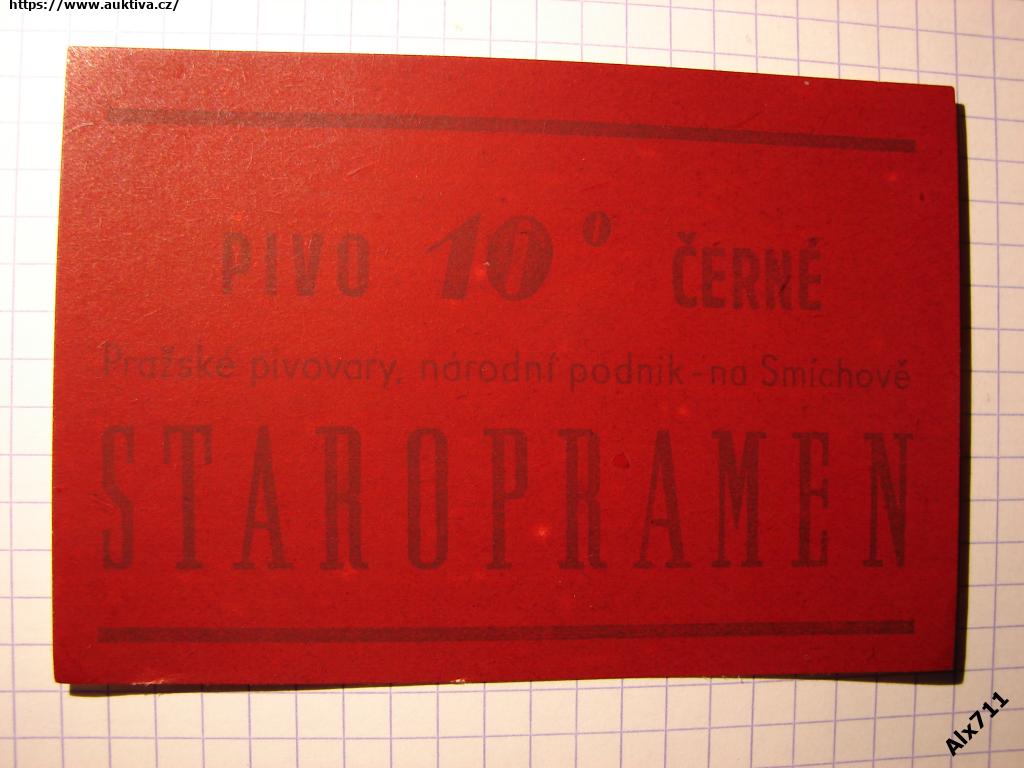 https://www.auktiva.cz/
PIVO 10° ČERNÉ
Pražské pivovary, národní podnik - na Smíchově
STAROPRAMEN
Alx711